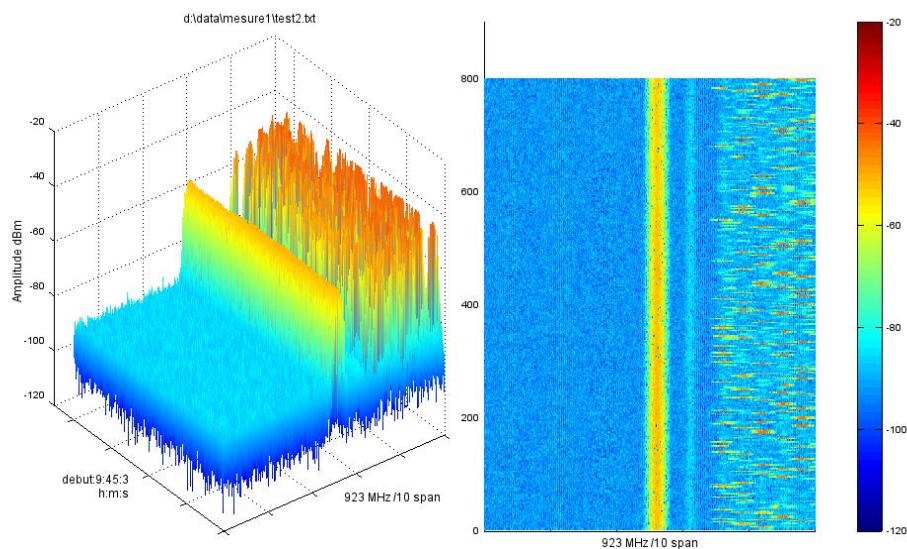 d:\data\mesure1\test2.txt
-20
-40
-60
-80
-100
-120
Amplitude dBm
debut:9:45:3
h:m:s
923 MHz /10 span
800
600
400
200
0
923 MHz /10 span
-20
-40
-60
-80
-100
-120